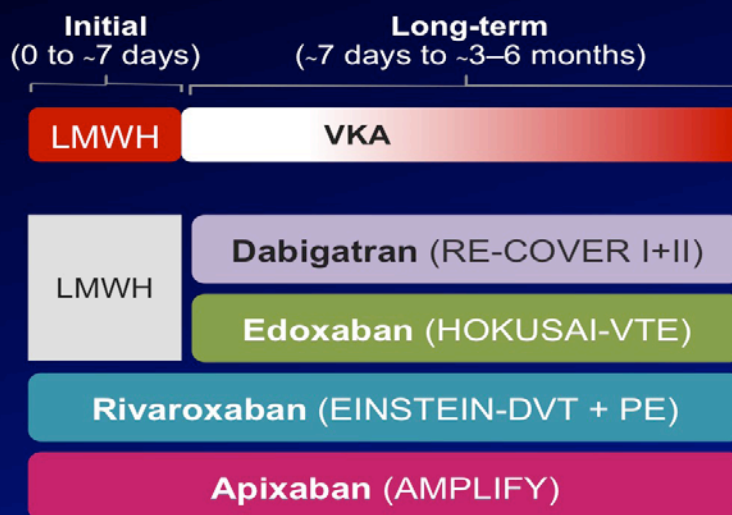 Initial
(0 to ~7 days)
Long-term
(~7 days to ~3–6 months)
LMWH
VKA
LMWH
Dabigatran (RE-COVER I+II)
Edoxaban (HOKUSAI-VTE)
Rivaroxaban (EINSTEIN-DVT + PE)
Apixaban (AMPLIFY)